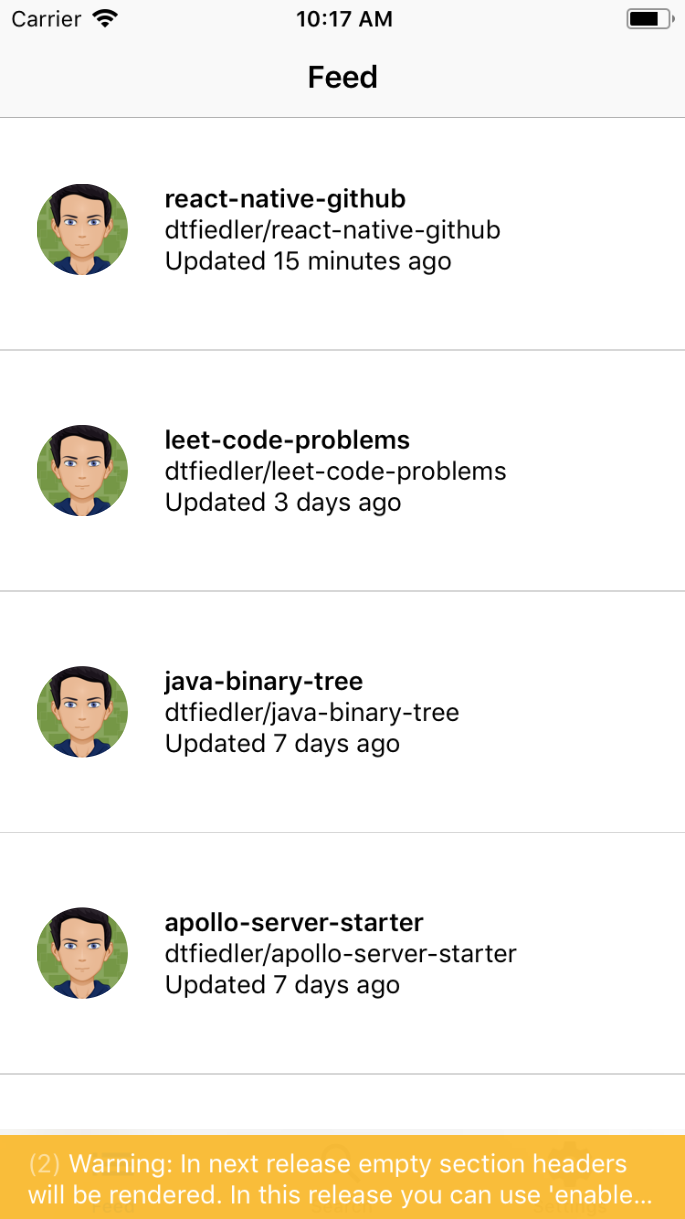 Carrier 10:17 AM
Feed
react-native-github
dtfiedler/react-native-github
Updated 15 minutes ago
leet-code-problems
dtfiedler/leet-code-problems
Updated 3 days ago
java-binary-tree
dtfiedler/java-binary-tree
Updated 7 days ago
apollo-server-starter
dtfiedler/apollo-server-starter
Updated 7 days ago
(2) Warning: In next release empty section headers
will be rendered. In this release you can use 'enable...